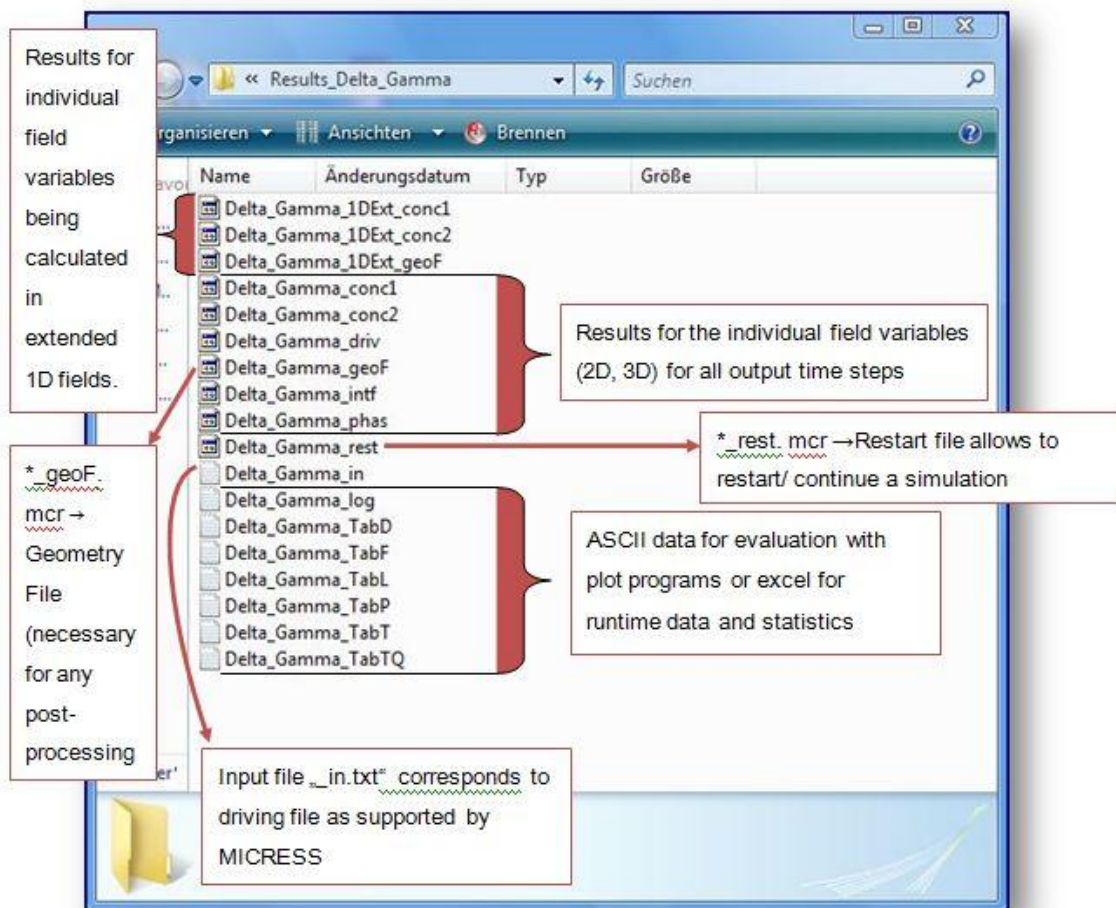 Results for
individual
field
variables
being
calculated
in
extended
1D fields.
« Results_Delta_Gamma
Suchen
rganisieren
Ansichten
Brennen
avor
Name
Änderungsdatum
Typ
Größe
Delta_Gamma_1DExt_conc1
Delta_Gamma_1DExt_conc2
Delta_Gamma_1DExt_geoF
Delta_Gamma_conc1
Delta_Gamma_conc2
Delta_Gamma_driv
Delta_Gamma_geoF
Delta_Gamma_intf
Delta_Gamma_phas
Delta_Gamma_rest
Delta_Gamma_in
Delta_Gamma_log
Delta_Gamma_TabD
Delta_Gamma_TabF
Delta_Gamma_TabL
Delta_Gamma_TabP
Delta_Gamma_TabT
Delta_Gamma_TabTQ
Results for the individual field variables
(2D, 3D) for all output time steps
*_rest. mcr →Restart file allows to
restart/ continue a simulation
*_geoF.
mcr →
Geometry
File
(necessary
for any
post-
processing
ASCII data for evaluation with
plot programs or excel for
runtime data and statistics
er'
Input file „_in.txt“ corresponds to
driving file as supported by
MICRESS